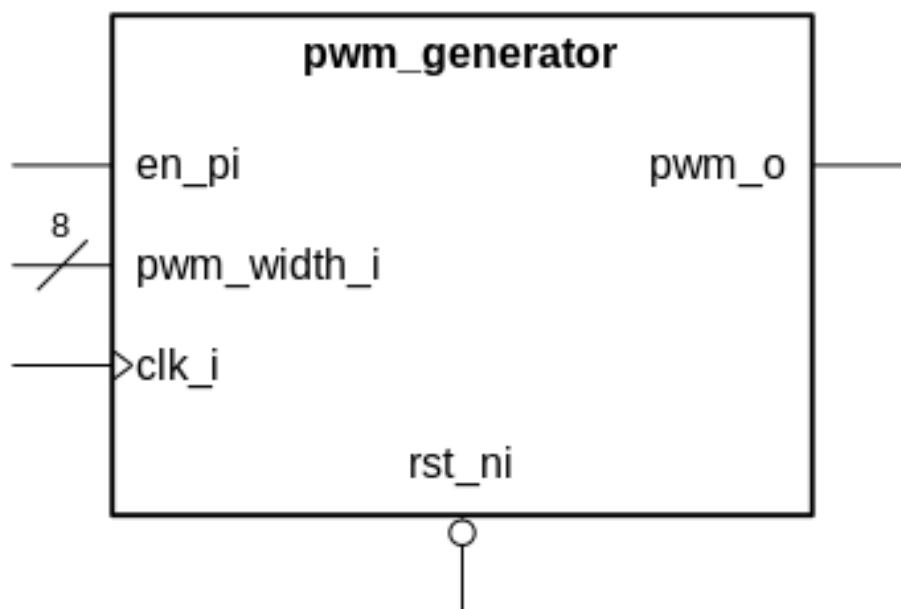 pwm_generator
en_pi
pwm_o
8
pwm_width_i
clk_i
rst_ni